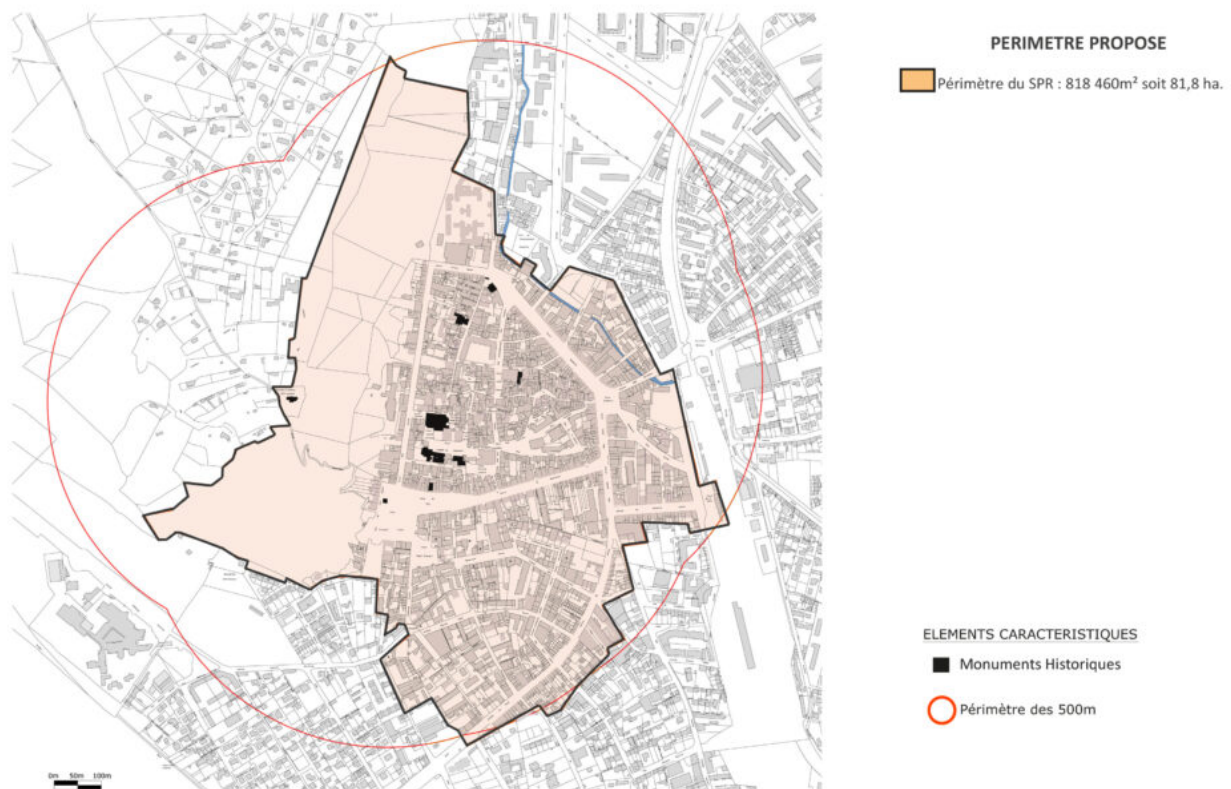 PERIMETRE PROPOSE
Périmètre du SPR : 818 460m² soit 81,8 ha.
ELEMENTS CARACTERISTIQUES
Monuments Historiques
Périmètre des 500m
0m 50m 100m